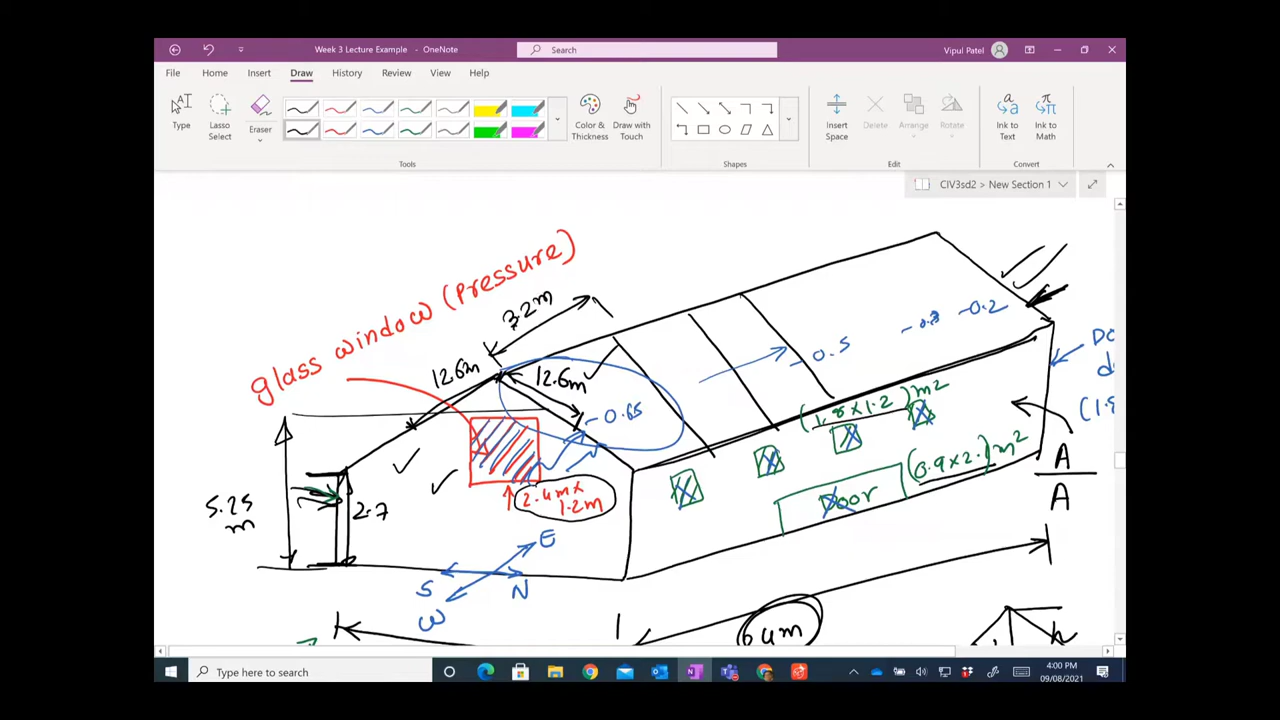 Week 3 Lecture Example - OneNote
Search
Vipul Patel
File Home Insert Draw History Review View Help
Type
Lasso Select
Eraser
Color & Thickness
Draw with Touch
Insert Space
Delete
Arrange
Rotate
Ink to Text
Ink to Math
Tools
Shapes
Edit
Convert
CIV3sd2 > New Section 1
glass window (pressure)
3.2m
12.6m
12.6m
-0.65
-0.5
-0.3 -0.2
(1.8x1.2)m2
(0.9x2.1)m2
Door
2.4mx
1.2m
5.25
m
2.7
E
S
N
W
A
A
64m
h
Type here to search
4:00 PM
09/08/2021